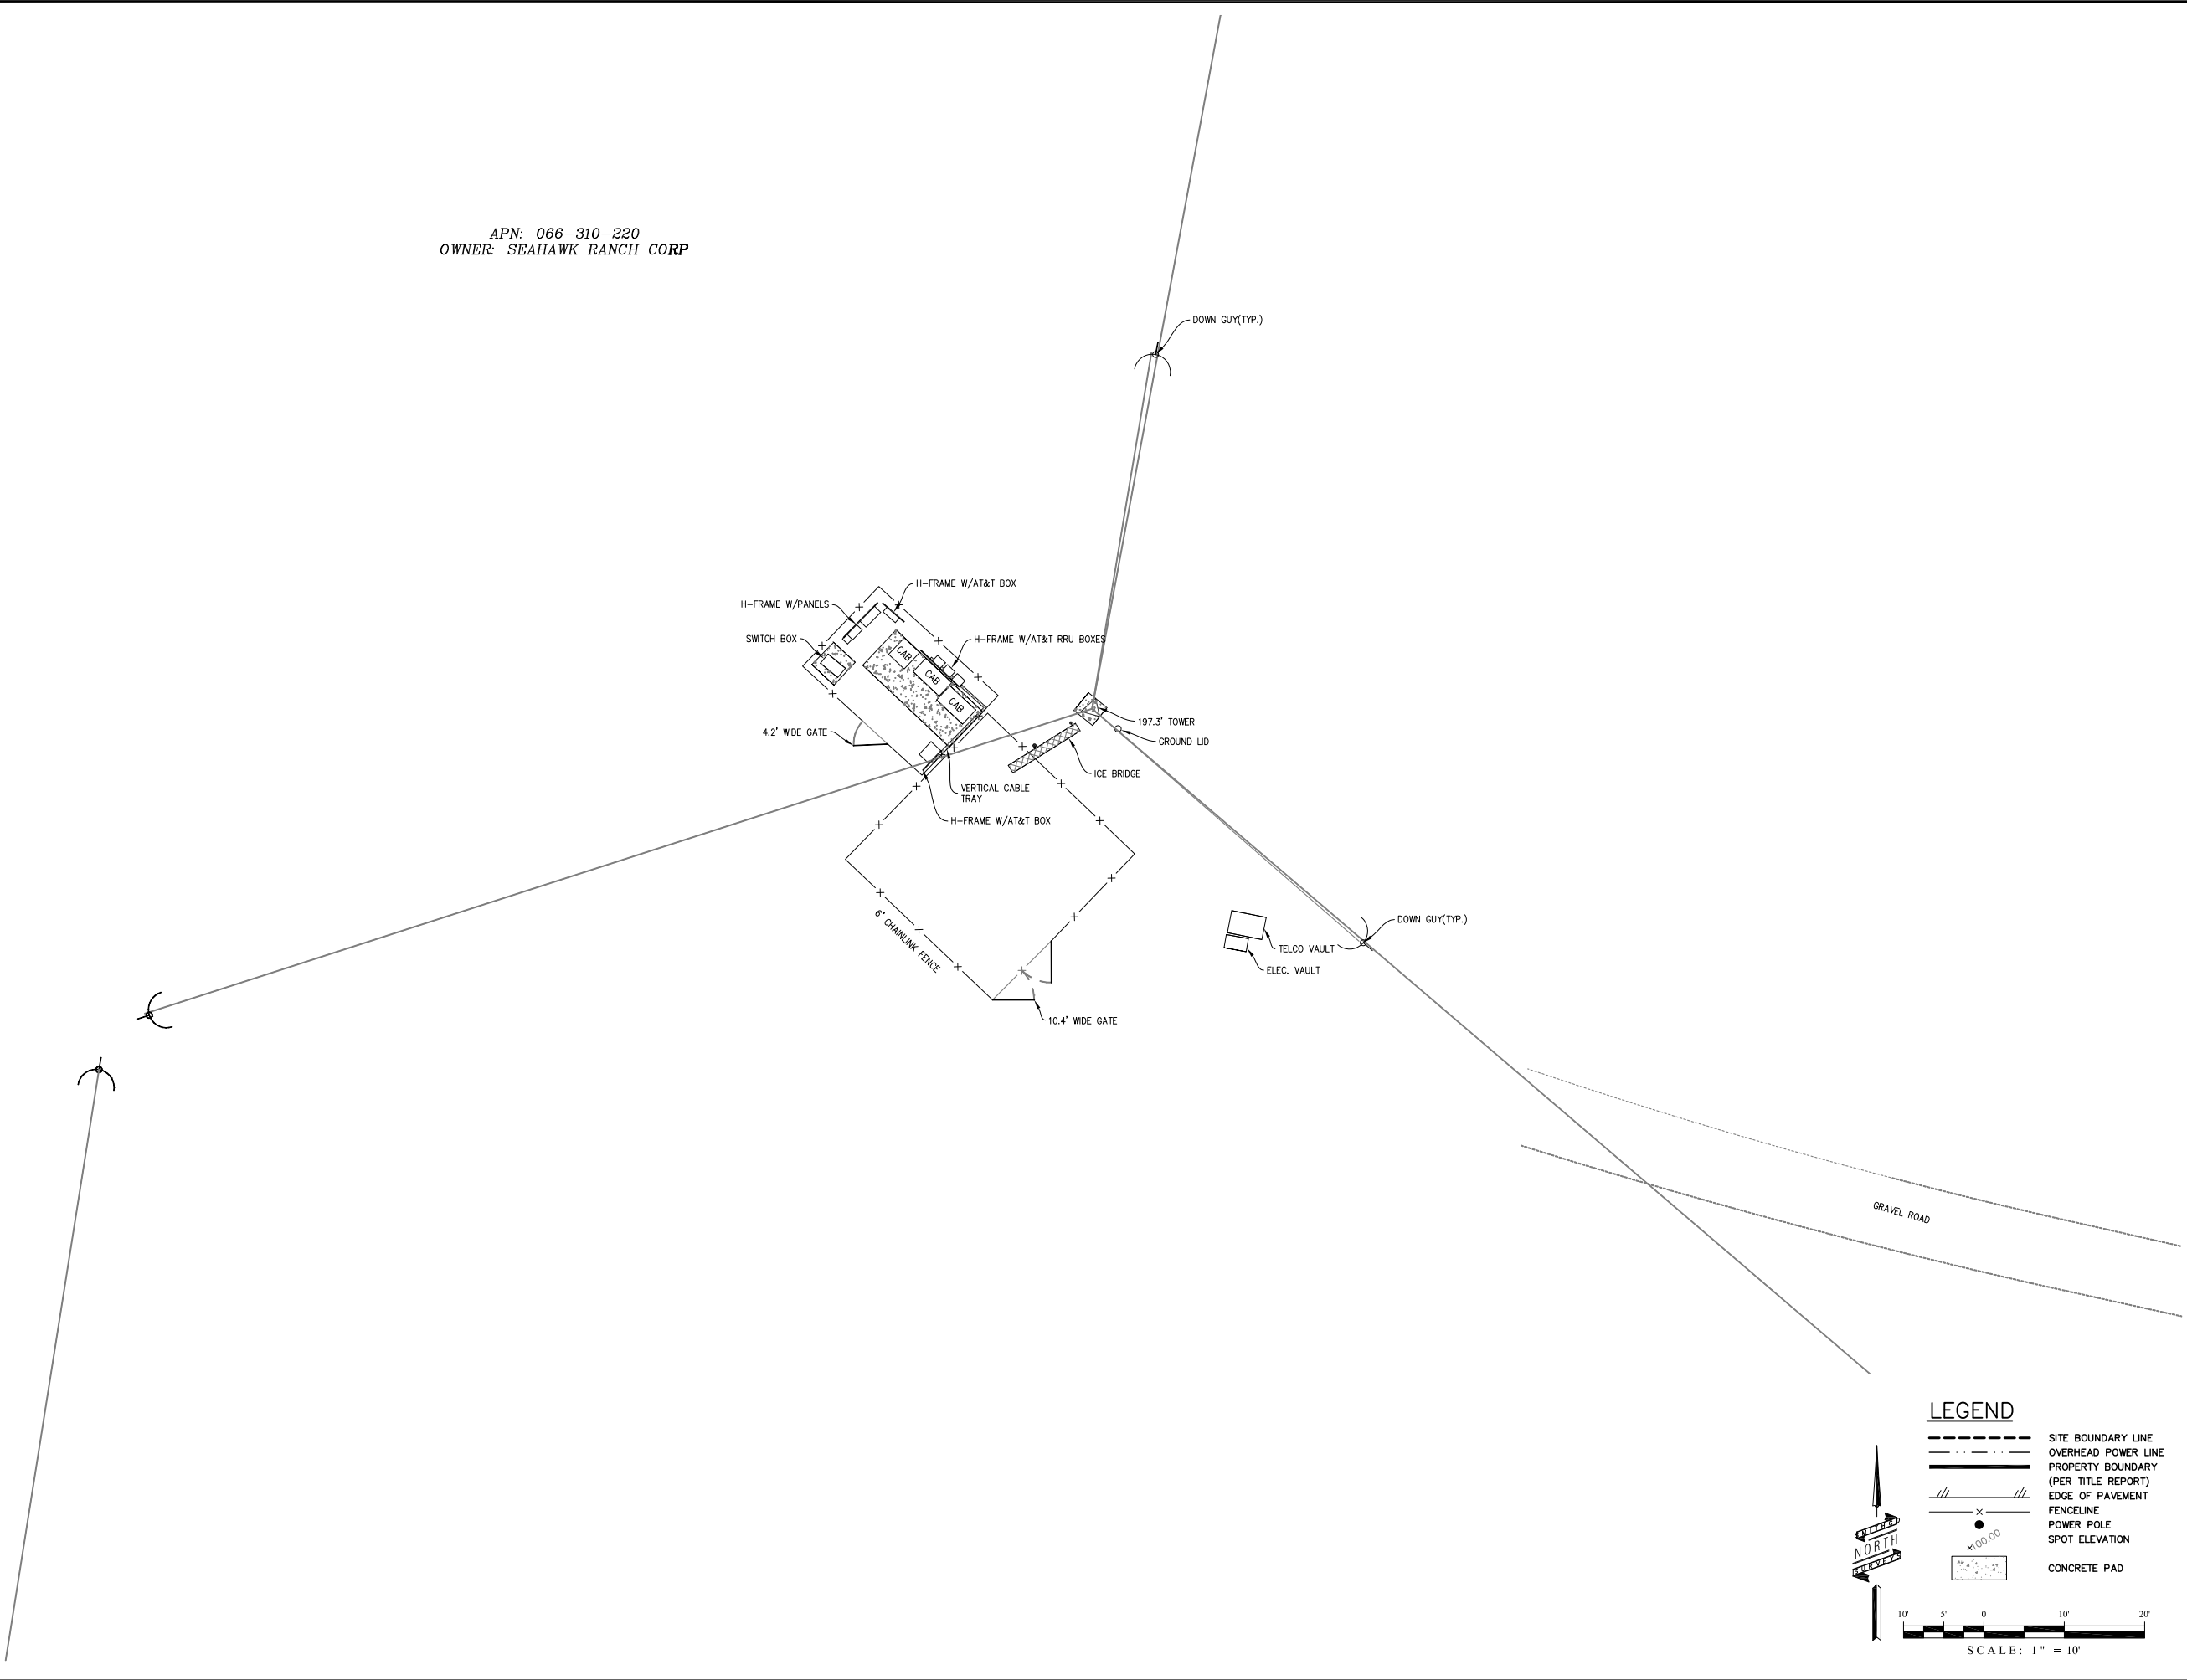 APN: 066-310-220
OWNER: SEAHAWK RANCH CORP
DOWN GUY(TYP.)
H-FRAME W/AT&T BOX
H-FRAME W/PANELS
SWITCH BOX
H-FRAME W/AT&T RRU BOXES
CAB
CAB
CAB
197.3' TOWER
4.2' WIDE GATE
GROUND LID
ICE BRIDGE
VERTICAL CABLE
TRAY
H-FRAME W/AT&T BOX
6' CHAINLINK FENCE
DOWN GUY(TYP.)
TELCO VAULT
ELEC. VAULT
10.4' WIDE GATE
GRAVEL ROAD
LEGEND
SITE BOUNDARY LINE
OVERHEAD POWER LINE
PROPERTY BOUNDARY
(PER TITLE REPORT)
EDGE OF PAVEMENT
FENCELINE
POWER POLE
100.00 SPOT ELEVATION
CONCRETE PAD
NORTH
10' 5' 0 10' 20'
SCALE: 1" = 10'